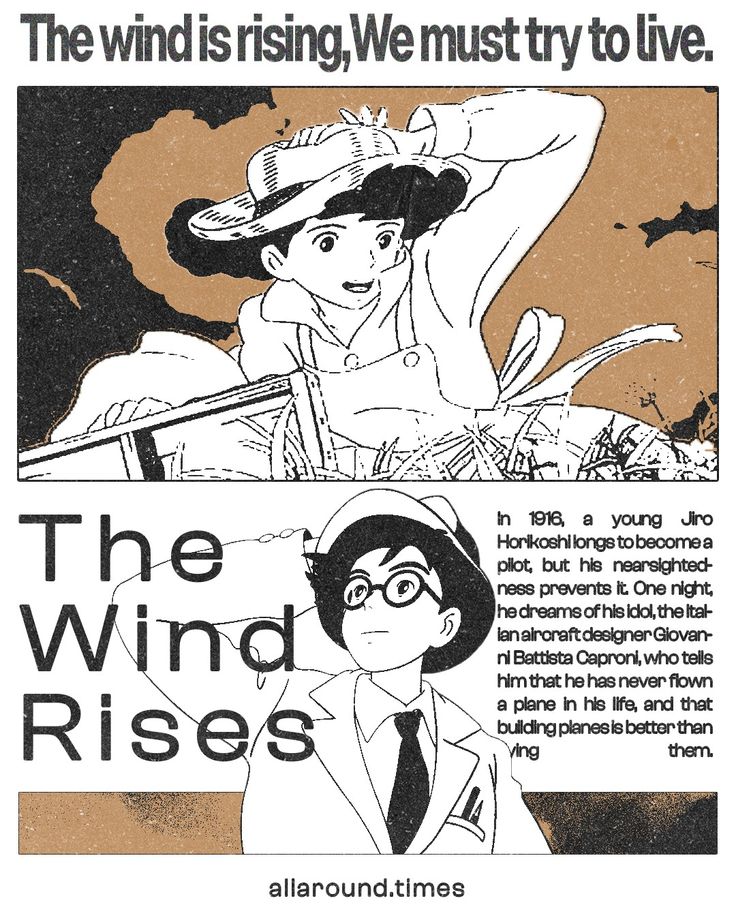 The wind is rising,We must try to live.
The
Wind
Rises
In 1916, a young Jiro
Horikoshi longs to become a
pilot, but his nearsighted-
ness prevents it. One night,
he dreams of his idol, the Ital-
ian aircraft designer Giovan-
ni Battista Caproni, who tells
him that he has never flown
a plane in his life, and that
building planes is better than
ying them.
allaround.times